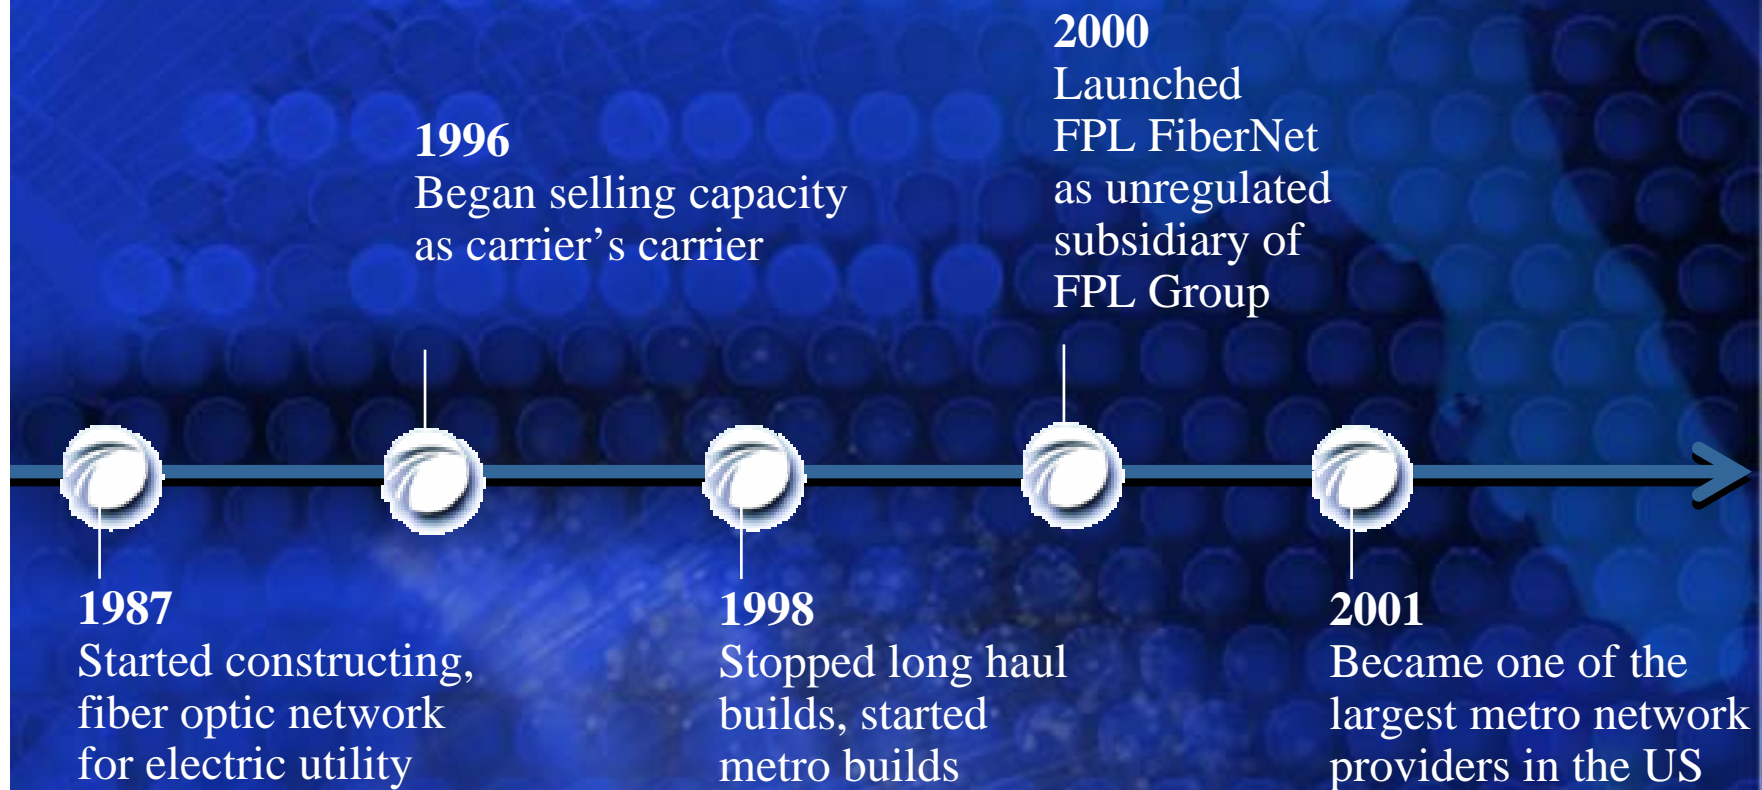 1987
Started constructing,
fiber optic network
for electric utility
1996
Began selling capacity
as carrier’s carrier
1998
Stopped long haul
builds, started
metro builds
2000
Launched
FPL FiberNet
as unregulated
subsidiary of
FPL Group
2001
Became one of the
largest metro network
providers in the US